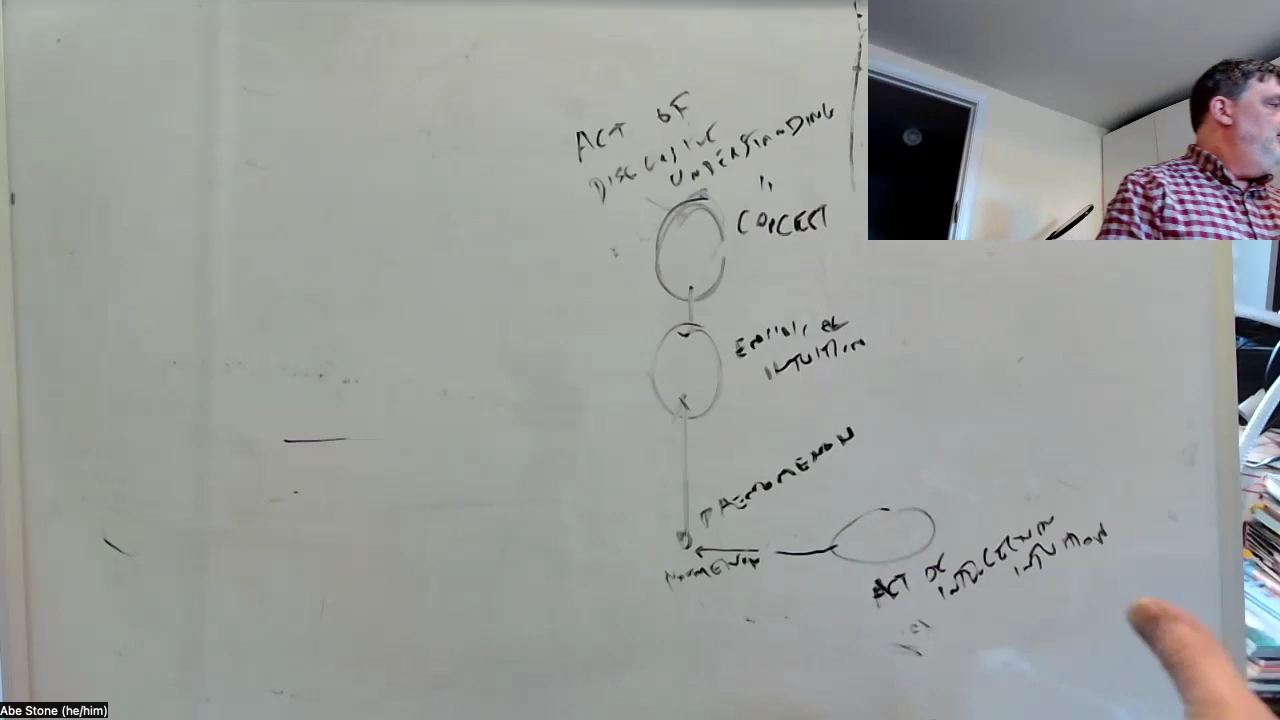 ACT OF
DISCURSIVE
UNDERSTANDING
CONCEPT
EMPIRICAL
INTUITION
PHENOMENON
NOUMENON
ACT OF
INTELLECTUAL
INTUITION
Abe Stone (he/him)